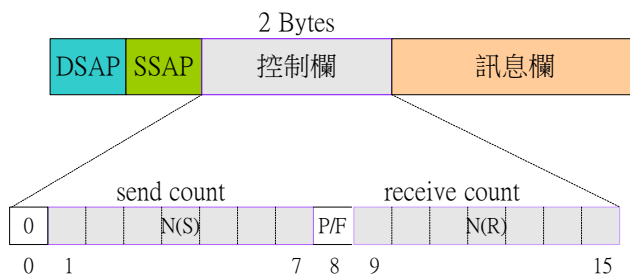 2 Bytes
DSAP SSAP 控制欄 訊息欄
send count receive count
0 N(S) P/F N(R)
0 1 7 8 9 15